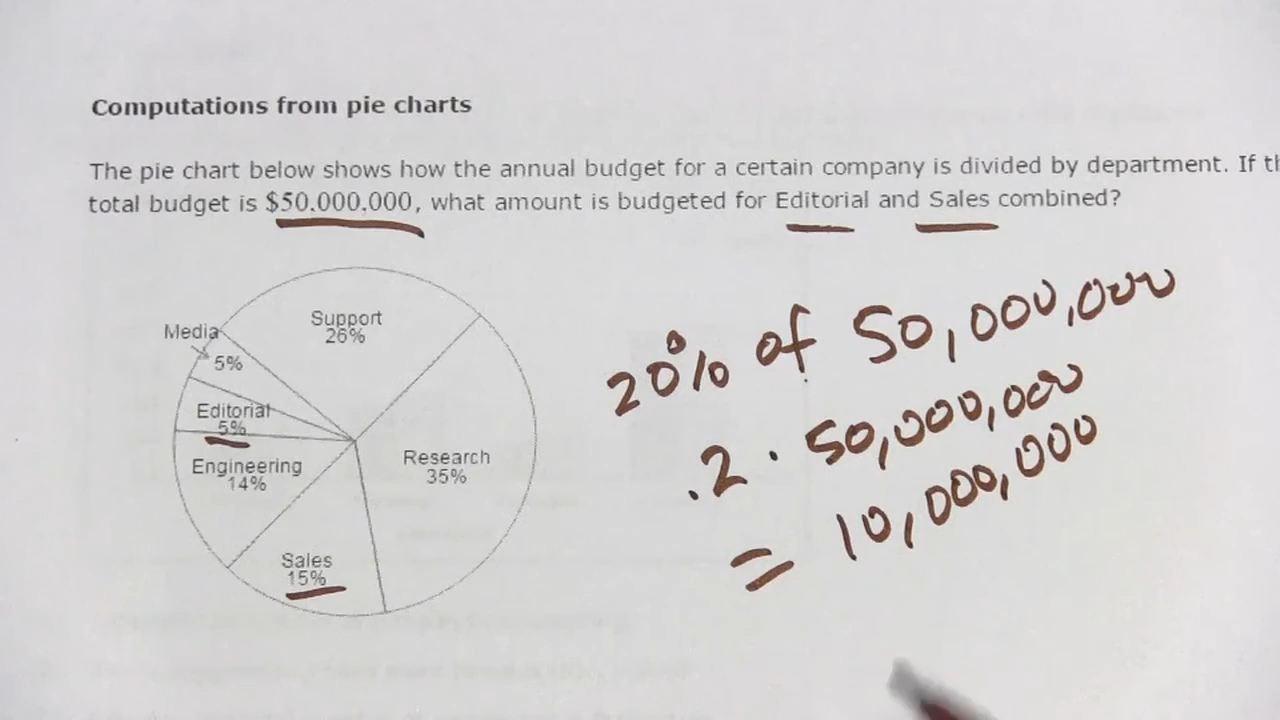 Computations from pie charts
The pie chart below shows how the annual budget for a certain company is divided by department. If th
total budget is $50.000.000, what amount is budgeted for Editorial and Sales combined?
Support
26%
Media
5%
Editorial
5%
Engineering
14%
Research
35%
Sales
15%
20% of 50,000,000
.2 · 50,000,000
= 10,000,000